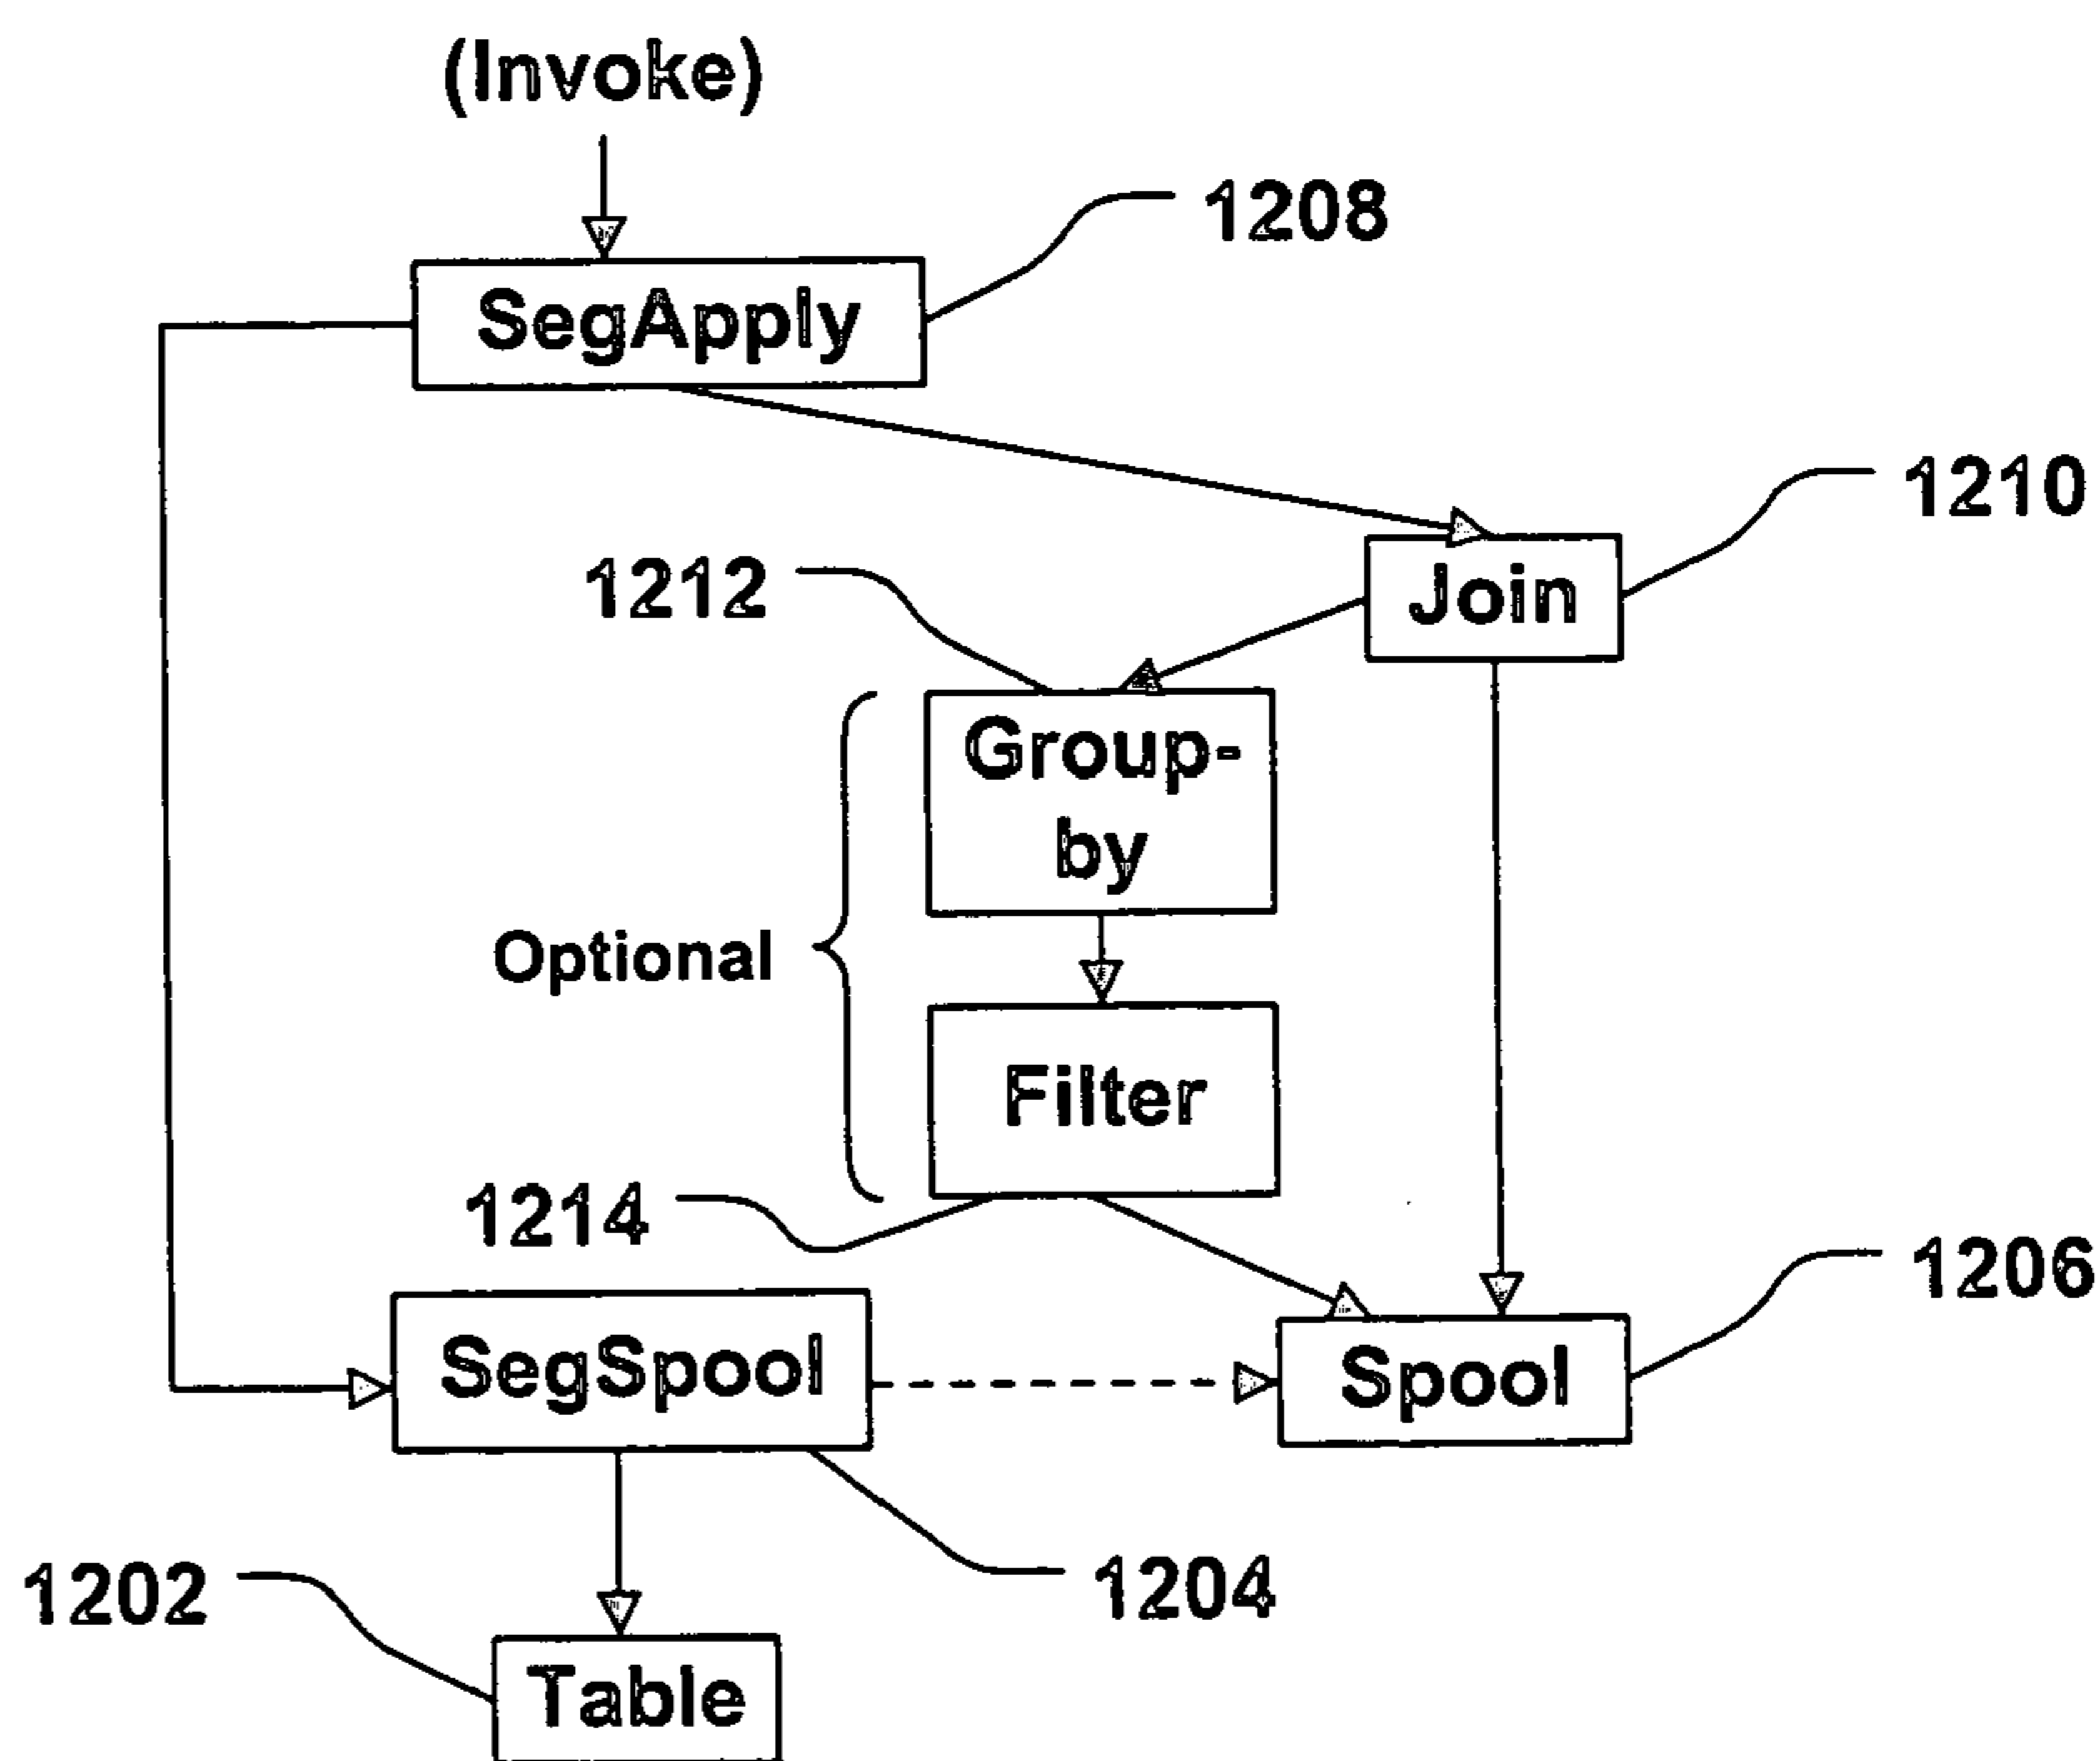 (Invoke)
1208
SegApply
1210
1212
Join
Group-
by
Optional
Filter
1214
1206
SegSpool
Spool
1202
1204
Table